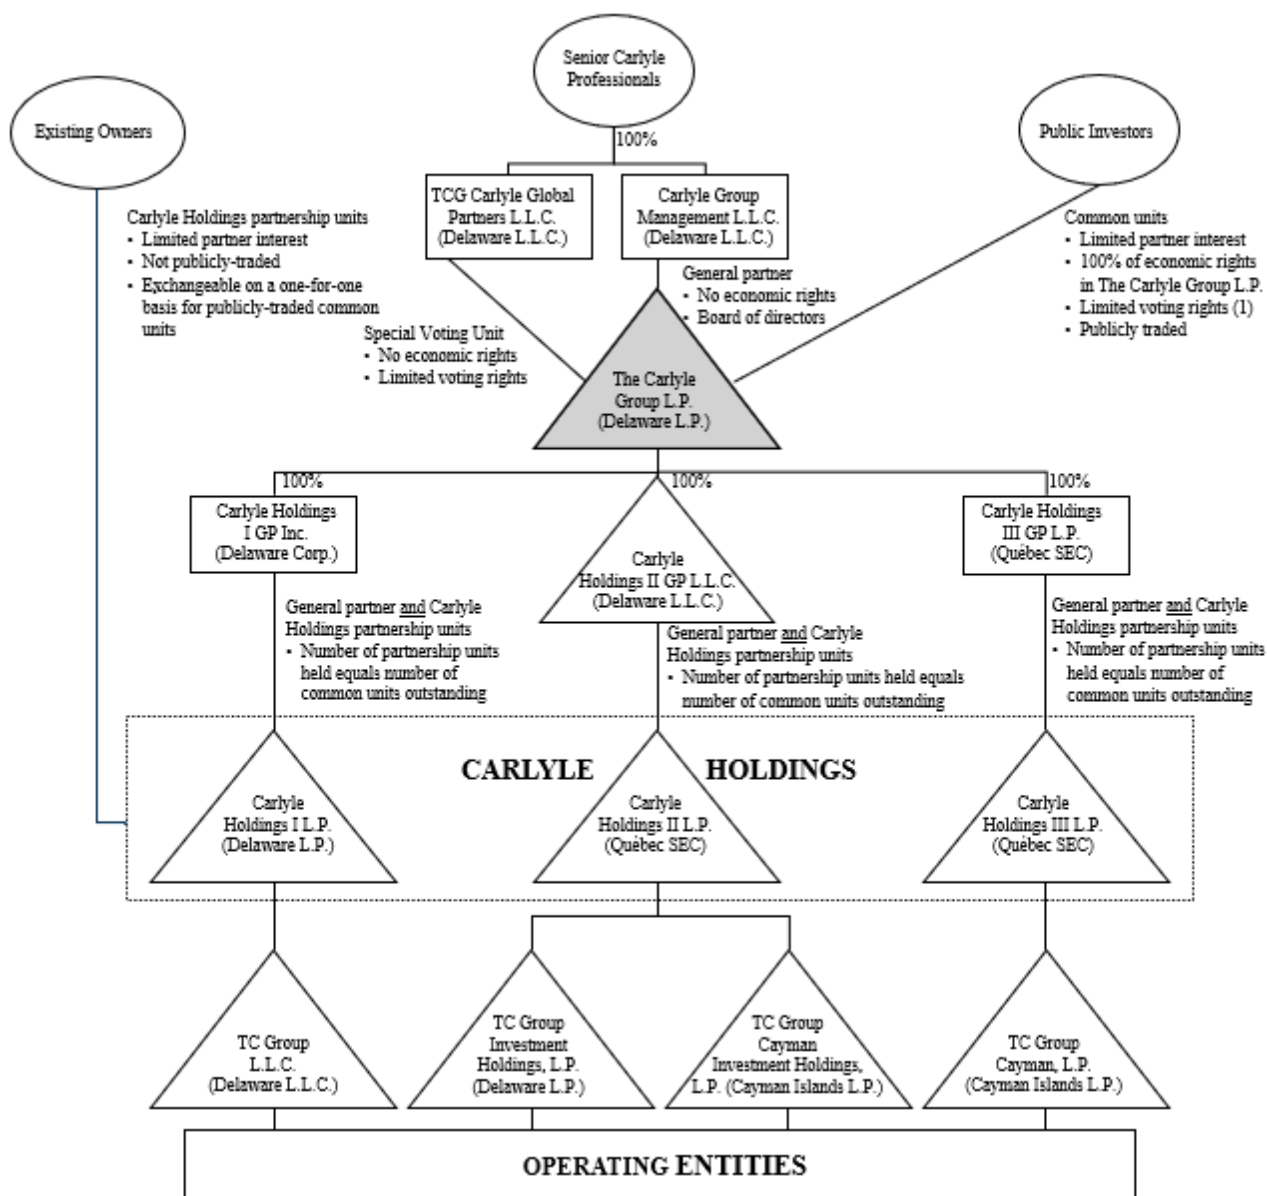 Senior Carlyle
Professionals
Existing Owners
Public Investors
100%
TCG Carlyle Global
Partners L.L.C.
(Delaware L.L.C.)
Carlyle Group
Management L.L.C.
(Delaware L.L.C.)
Carlyle Holdings partnership units
▪ Limited partner interest
▪ Not publicly-traded
▪ Exchangeable on a one-for-one
basis for publicly-traded common
units
Common units
▪ Limited partner interest
▪ 100% of economic rights
in The Carlyle Group L.P.
▪ Limited voting rights (1)
▪ Publicly traded
General partner
▪ No economic rights
▪ Board of directors
Special Voting Unit
▪ No economic rights
▪ Limited voting rights
The Carlyle
Group L.P.
(Delaware L.P.)
100%
100%
100%
Carlyle Holdings
I GP Inc.
(Delaware Corp.)
Carlyle
Holdings II GP L.L.C.
(Delaware L.L.C.)
Carlyle Holdings
III GP L.P.
(Québec SEC)
General partner and Carlyle
Holdings partnership units
▪ Number of partnership units
held equals number of
common units outstanding
General partner and Carlyle
Holdings partnership units
▪ Number of partnership units held equals
number of common units outstanding
General partner and Carlyle
Holdings partnership units
▪ Number of partnership units
held equals number of
common units outstanding
CARLYLE HOLDINGS
Carlyle
Holdings I L.P.
(Delaware L.P.)
Carlyle
Holdings II L.P.
(Québec SEC)
Carlyle
Holdings III L.P.
(Québec SEC)
TC Group
L.L.C.
(Delaware L.L.C.)
TC Group
Investment
Holdings, L.P.
(Delaware L.P.)
TC Group
Cayman
Investment Holdings,
L.P. (Cayman Islands L.P.)
TC Group
Cayman, L.P.
(Cayman Islands L.P.)
OPERATING ENTITIES